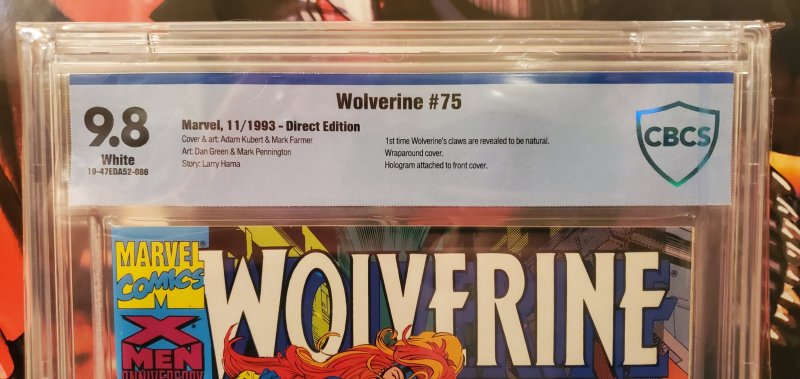 Wolverine #75
9.8
White
19-47EDA52-086
Marvel, 11/1993 - Direct Edition
Cover & art: Adam Kubert & Mark Farmer
Art: Dan Green & Mark Pennington
Story: Larry Hama
1st time Wolverine's claws are revealed to be natural.
Wraparound cover.
Hologram attached to front cover.
CBCS
MARVEL
COMICS
M
X
MEN
ANNIVERSARY
WOLVERINE